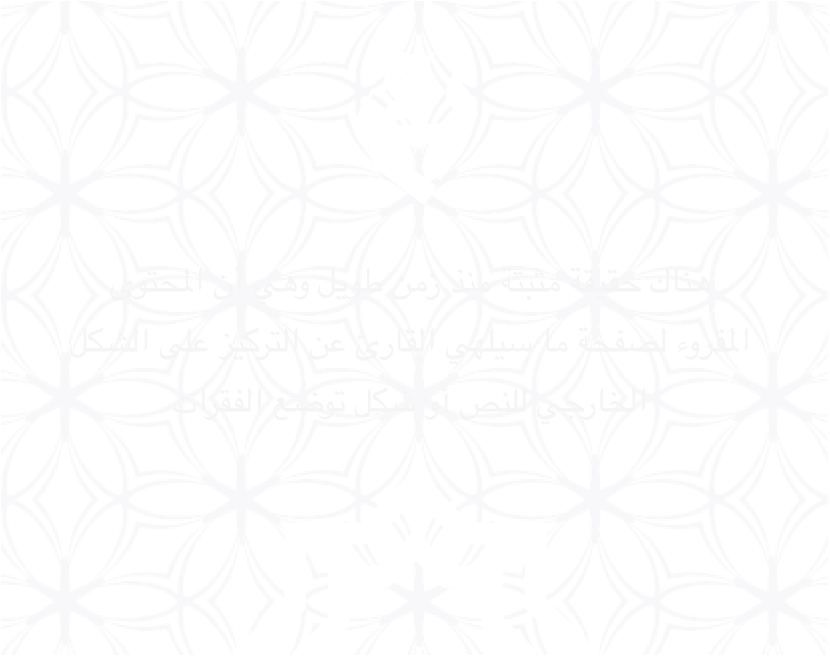 هناك حقيقة مثبتة منذ زمن طويل وهي أن المحتوى
المقروء لصفحة ما سيلهي القارئ عن التركيز على الشكل
الخارجي للنص أو شكل توضع الفقرات